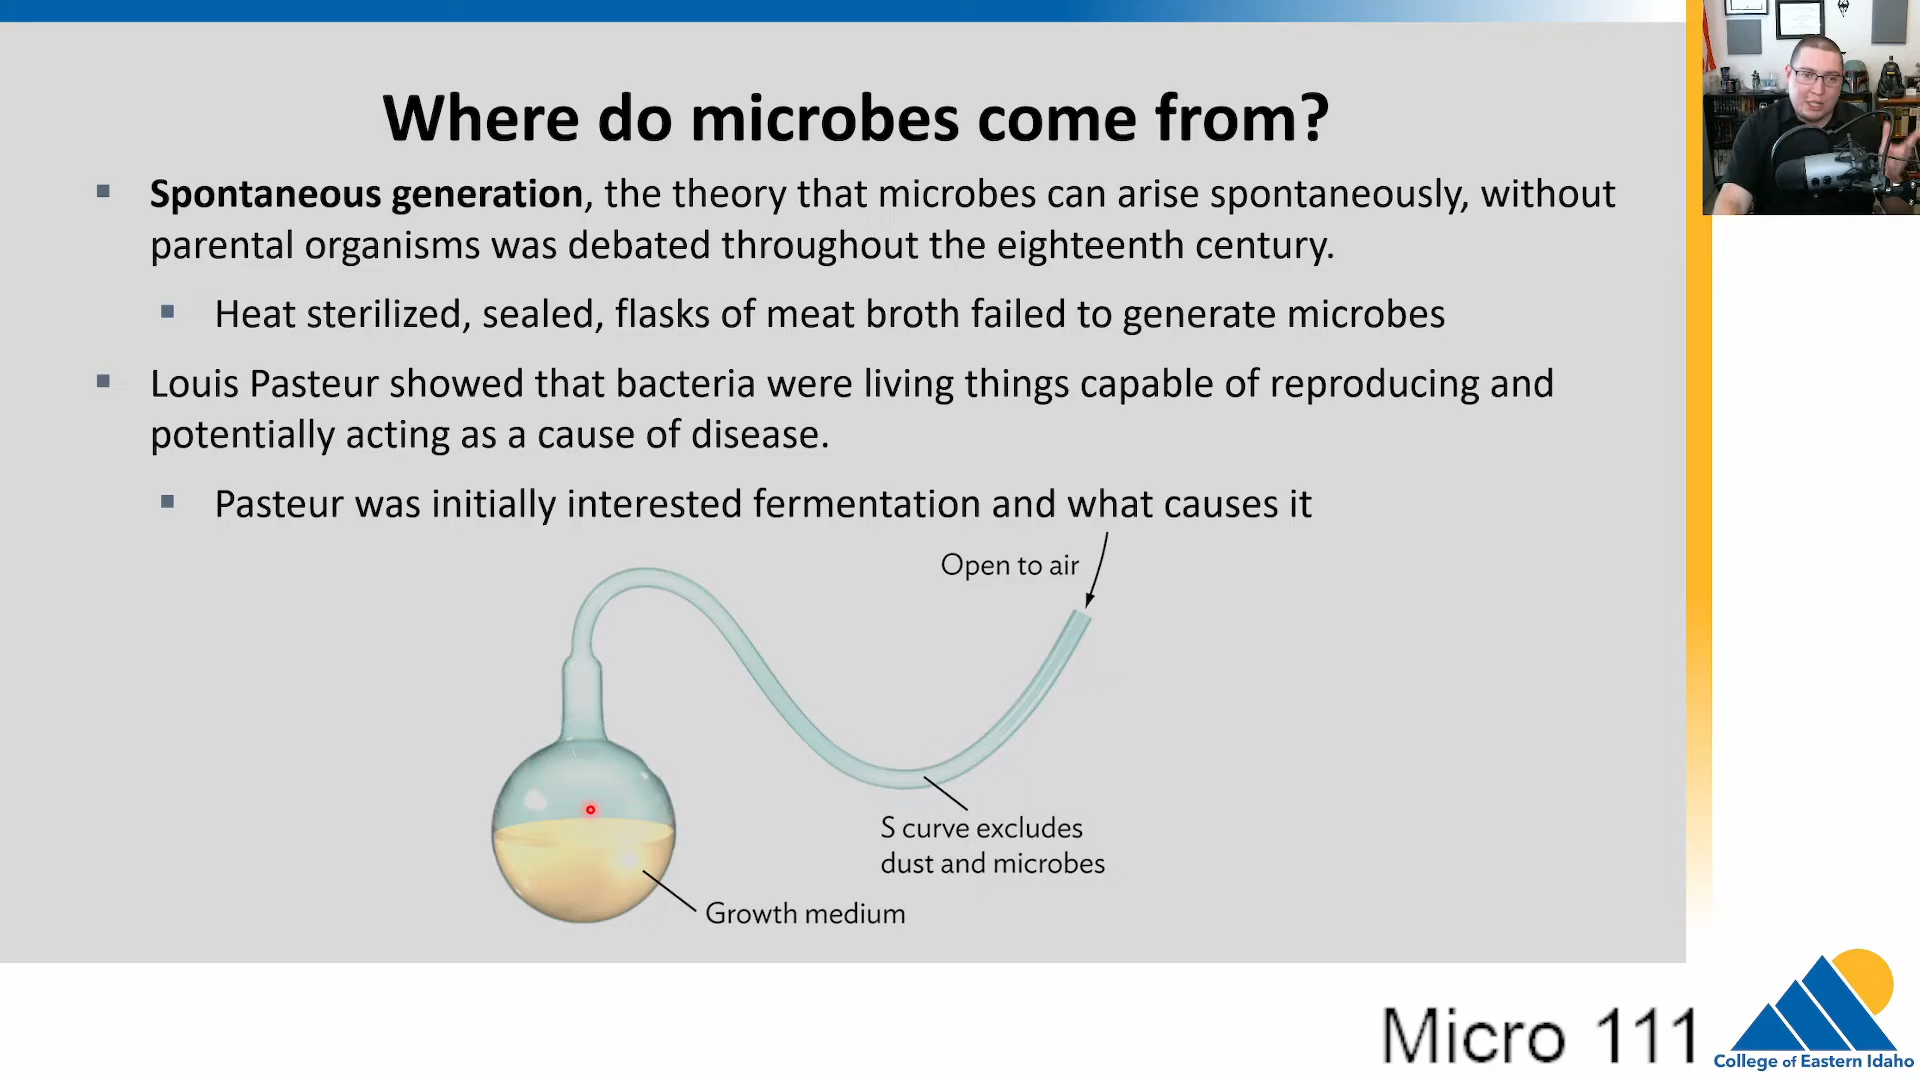 Where do microbes come from?
Spontaneous generation, the theory that microbes can arise spontaneously, without
parental organisms was debated throughout the eighteenth century.
Heat sterilized, sealed, flasks of meat broth failed to generate microbes
Louis Pasteur showed that bacteria were living things capable of reproducing and
potentially acting as a cause of disease.
Pasteur was initially interested fermentation and what causes it
Open to air
S curve excludes
dust and microbes
Growth medium
Micro 111
College of Eastern Idaho